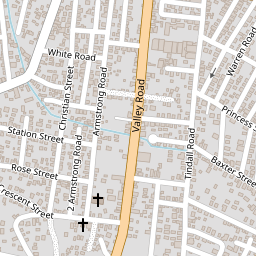 White Road
Warren Road
Christian Street
Armstrong Road
Valley Road
Princess S
Station Street
Tindall Road
Baxter Street
Rose Street
2 Armstrong Road
Crescent Street